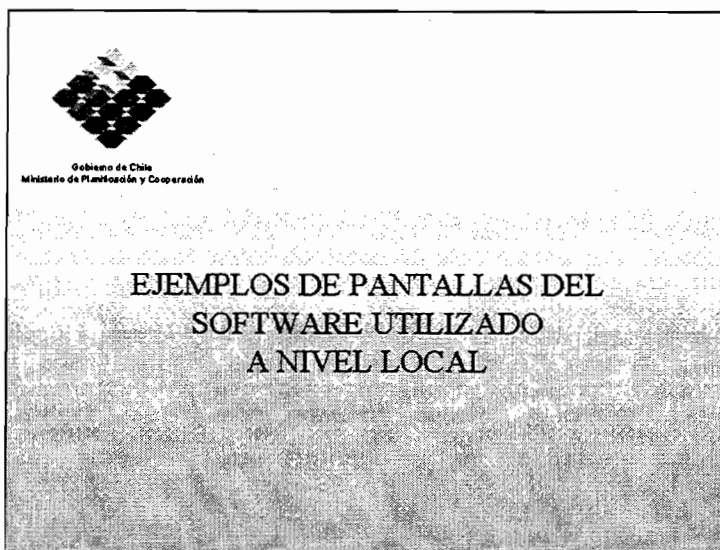 Gobierno de Chile
Ministerio de Planificación y Cooperación
EJEMPLOS DE PANTALLAS DEL
SOFTWARE UTILIZADO
A NIVEL LOCAL